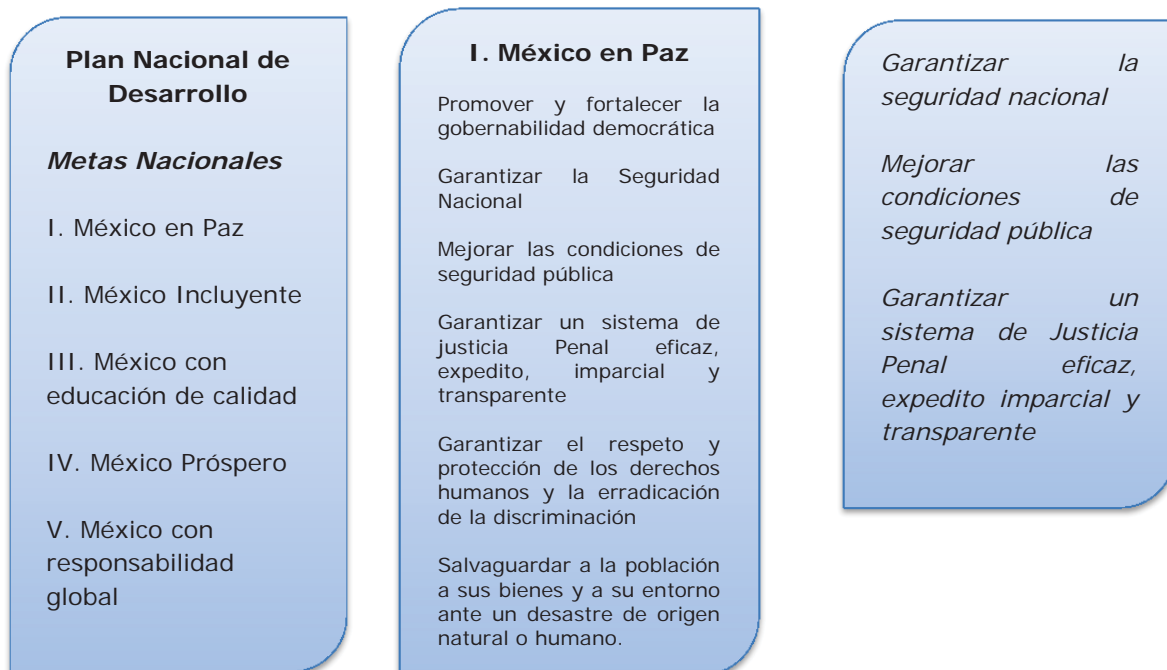 Plan Nacional de
Desarrollo
Metas Nacionales
I. México en Paz
II. México Incluyente
III. México con
educación de calidad
IV. México Próspero
V. México con
responsabilidad
global
I. México en Paz
Promover y fortalecer la
gobernabilidad democrática
Garantizar la Seguridad
Nacional
Mejorar las condiciones de
seguridad pública
Garantizar un sistema de
justicia Penal eficaz,
expedito, imparcial y
transparente
Garantizar el respeto y
protección de los derechos
humanos y la erradicación
de la discriminación
Salvaguardar a la población
a sus bienes y a su entorno
ante un desastre de origen
natural o humano.
Garantizar la
seguridad nacional
Mejorar las
condiciones de
seguridad pública
Garantizar un
sistema de Justicia
Penal eficaz,
expedito imparcial y
transparente